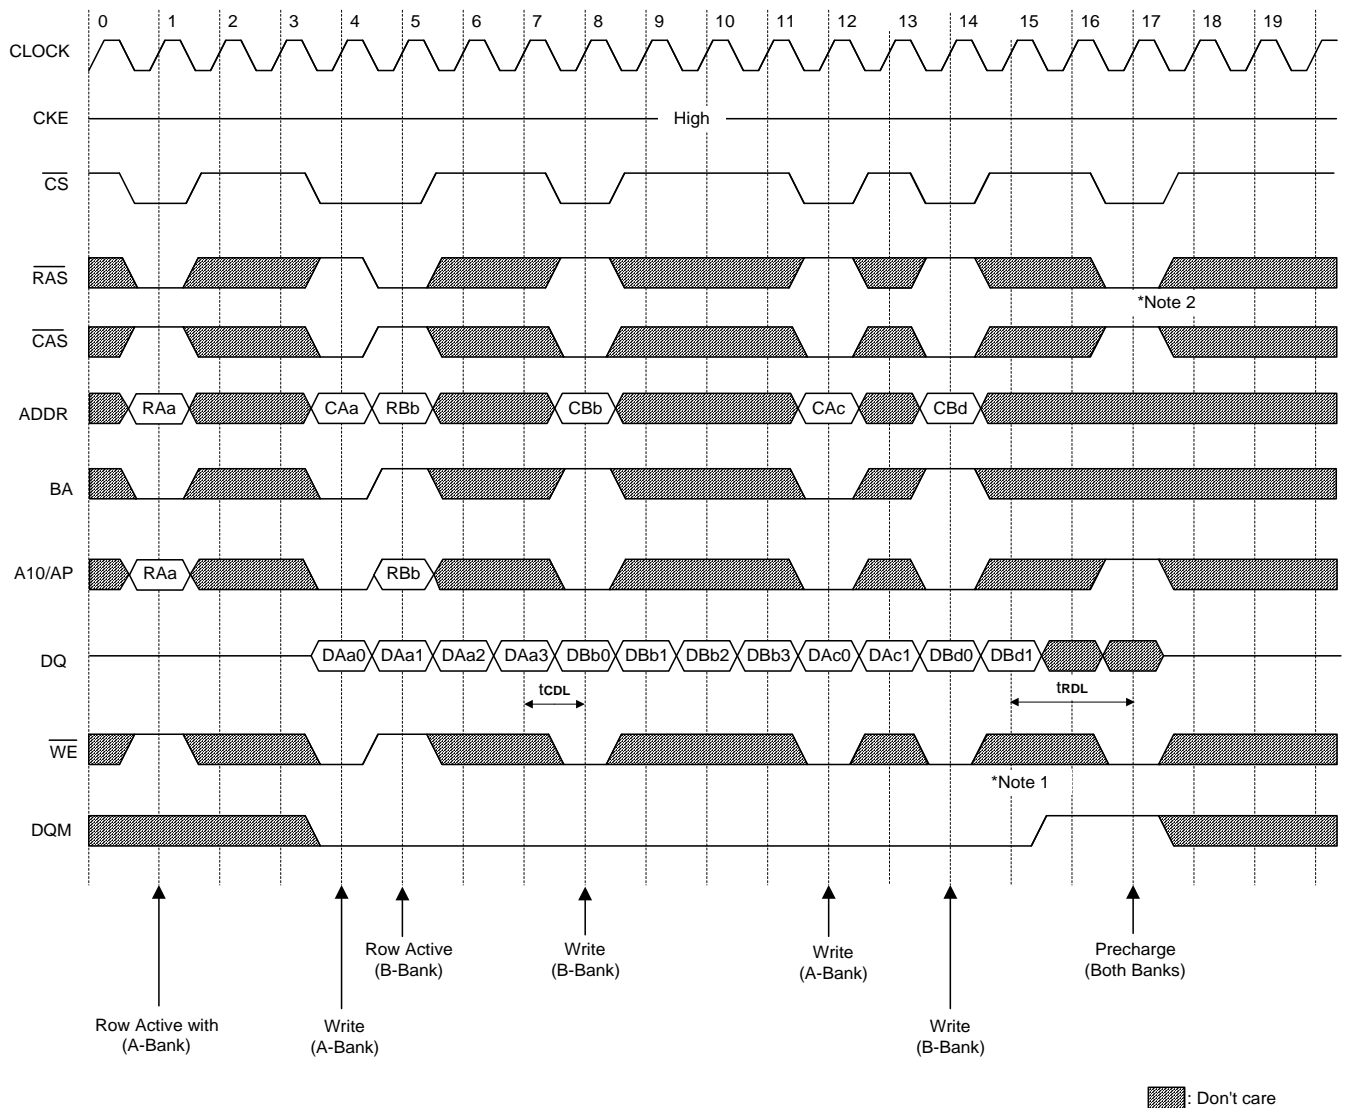 0 1 2 3 4 5 6 7 8 9 10 11 12 13 14 15 16 17 18 19
CLOCK
CKE High
CS
RAS
*Note 2
CAS
ADDR RAa CAa RBb CBb CAc CBd
BA
A10/AP RAa RBb
DQ DAa0 DAa1 DAa2 DAa3 DBb0 DBb1 DBb2 DBb3 DAc0 DAc1 DBd0 DBd1
tCDL tRDL
WE
*Note 1
DQM
Row Active
(B-Bank)
Write
(B-Bank)
Write
(A-Bank)
Precharge
(Both Banks)
Row Active with
(A-Bank)
Write
(A-Bank)
Write
(B-Bank)
: Don't care